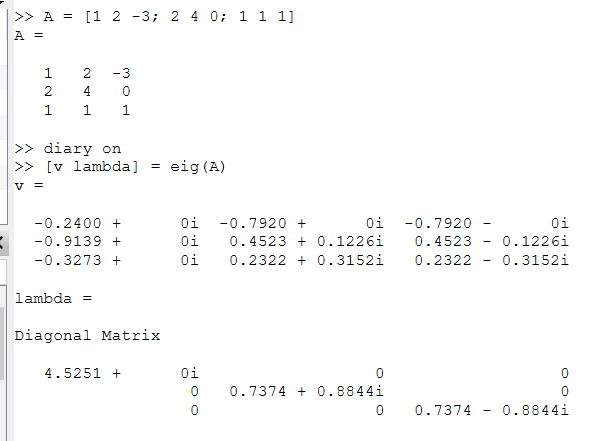 >> A = [1 2 -3; 2 4 0; 1 1 1]
A =
1 2 -3
2 4 0
1 1 1
>> diary on
>> [v lambda] = eig(A)
v =
-0.2400 + 0i -0.7920 + 0i -0.7920 - 0i
-0.9139 + 0i 0.4523 + 0.1226i 0.4523 - 0.1226i
-0.3273 + 0i 0.2322 + 0.3152i 0.2322 - 0.3152i
lambda =
Diagonal Matrix
4.5251 + 0i 0 0
0 0.7374 + 0.8844i 0
0 0 0.7374 - 0.8844i